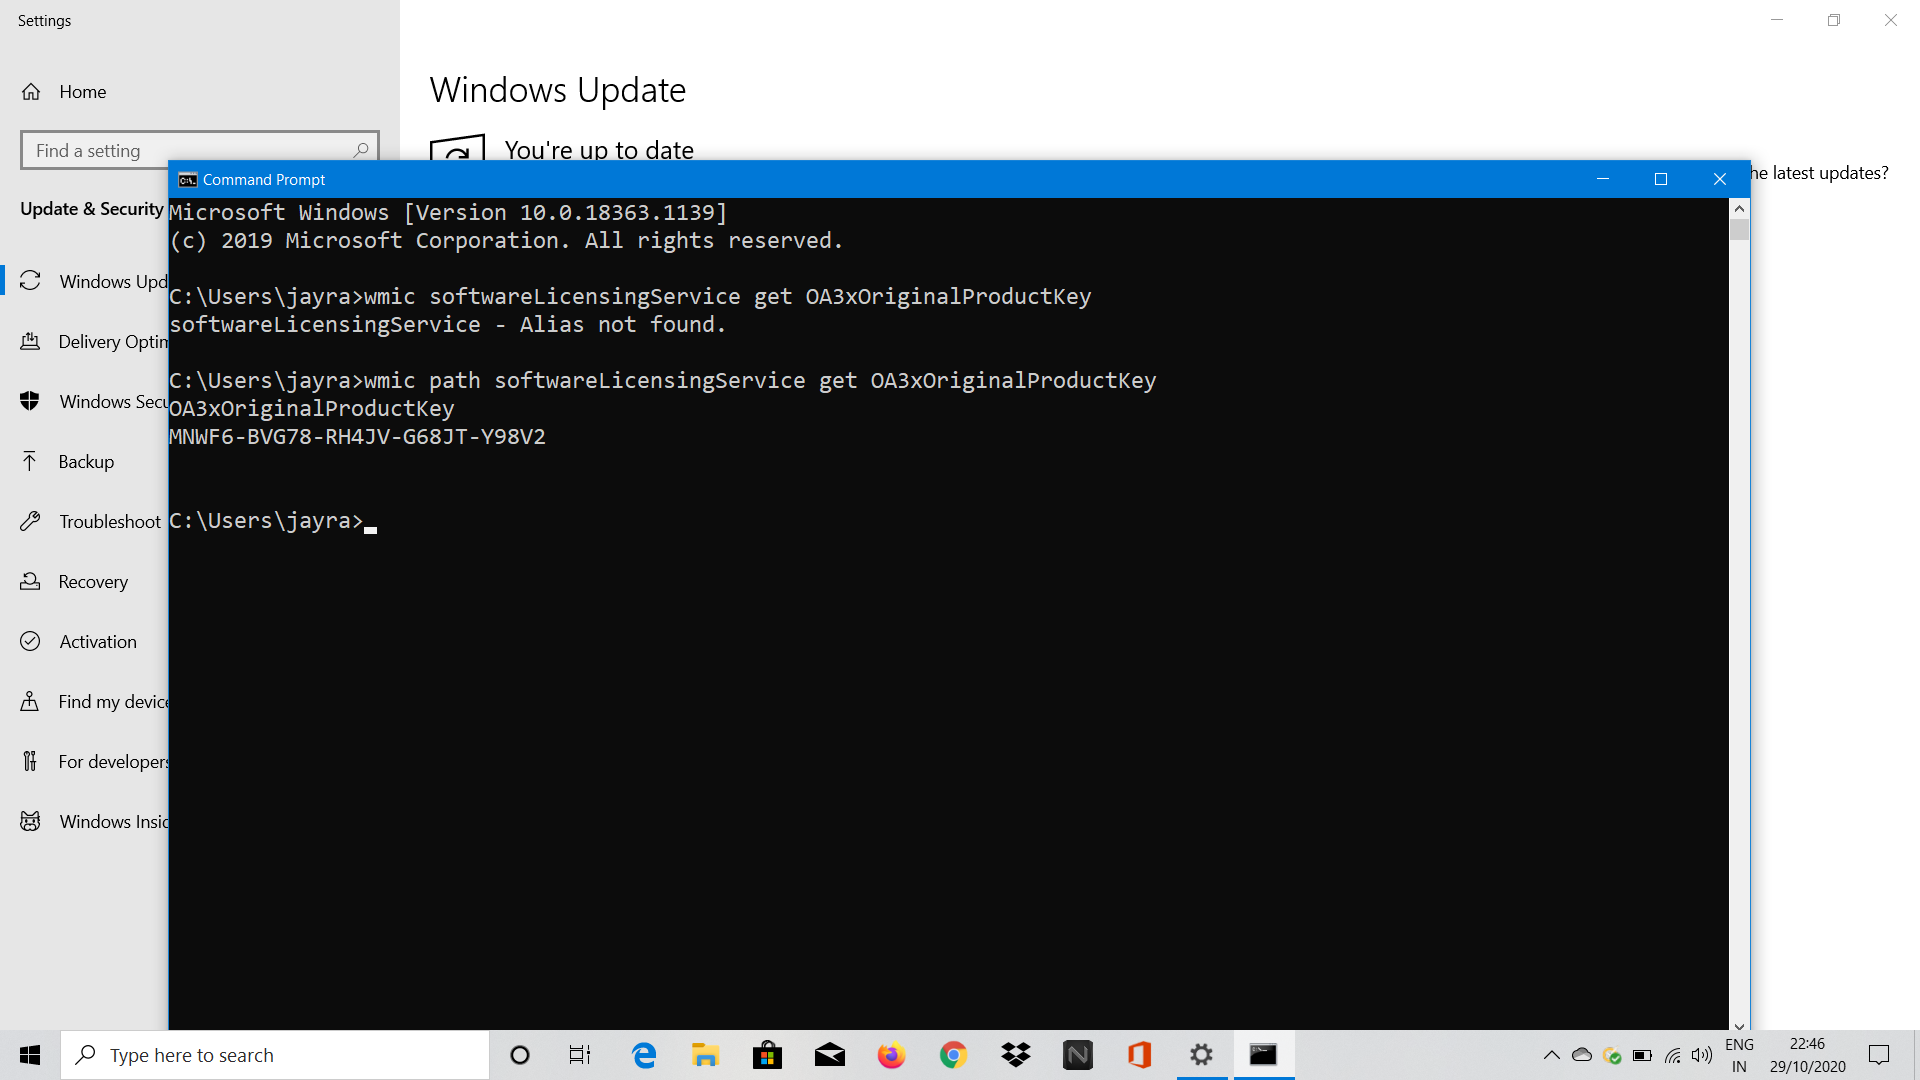 Settings
Home
Find a setting
Update & Security
Windows Upd
Delivery Optim
Windows Secu
Backup
Troubleshoot
Recovery
Activation
Find my device
For developers
Windows Insid
Windows Update
You're up to date
he latest updates?
Command Prompt
Microsoft Windows [Version 10.0.18363.1139]
(c) 2019 Microsoft Corporation. All rights reserved.
C:\Users\jayra>wmic softwareLicensingService get OA3xOriginalProductKey
softwareLicensingService - Alias not found.
C:\Users\jayra>wmic path softwareLicensingService get OA3xOriginalProductKey
OA3xOriginalProductKey
MNWF6-BVG78-RH4JV-G68JT-Y98V2
C:\Users\jayra>
Type here to search
ENG
IN
22:46
29/10/2020